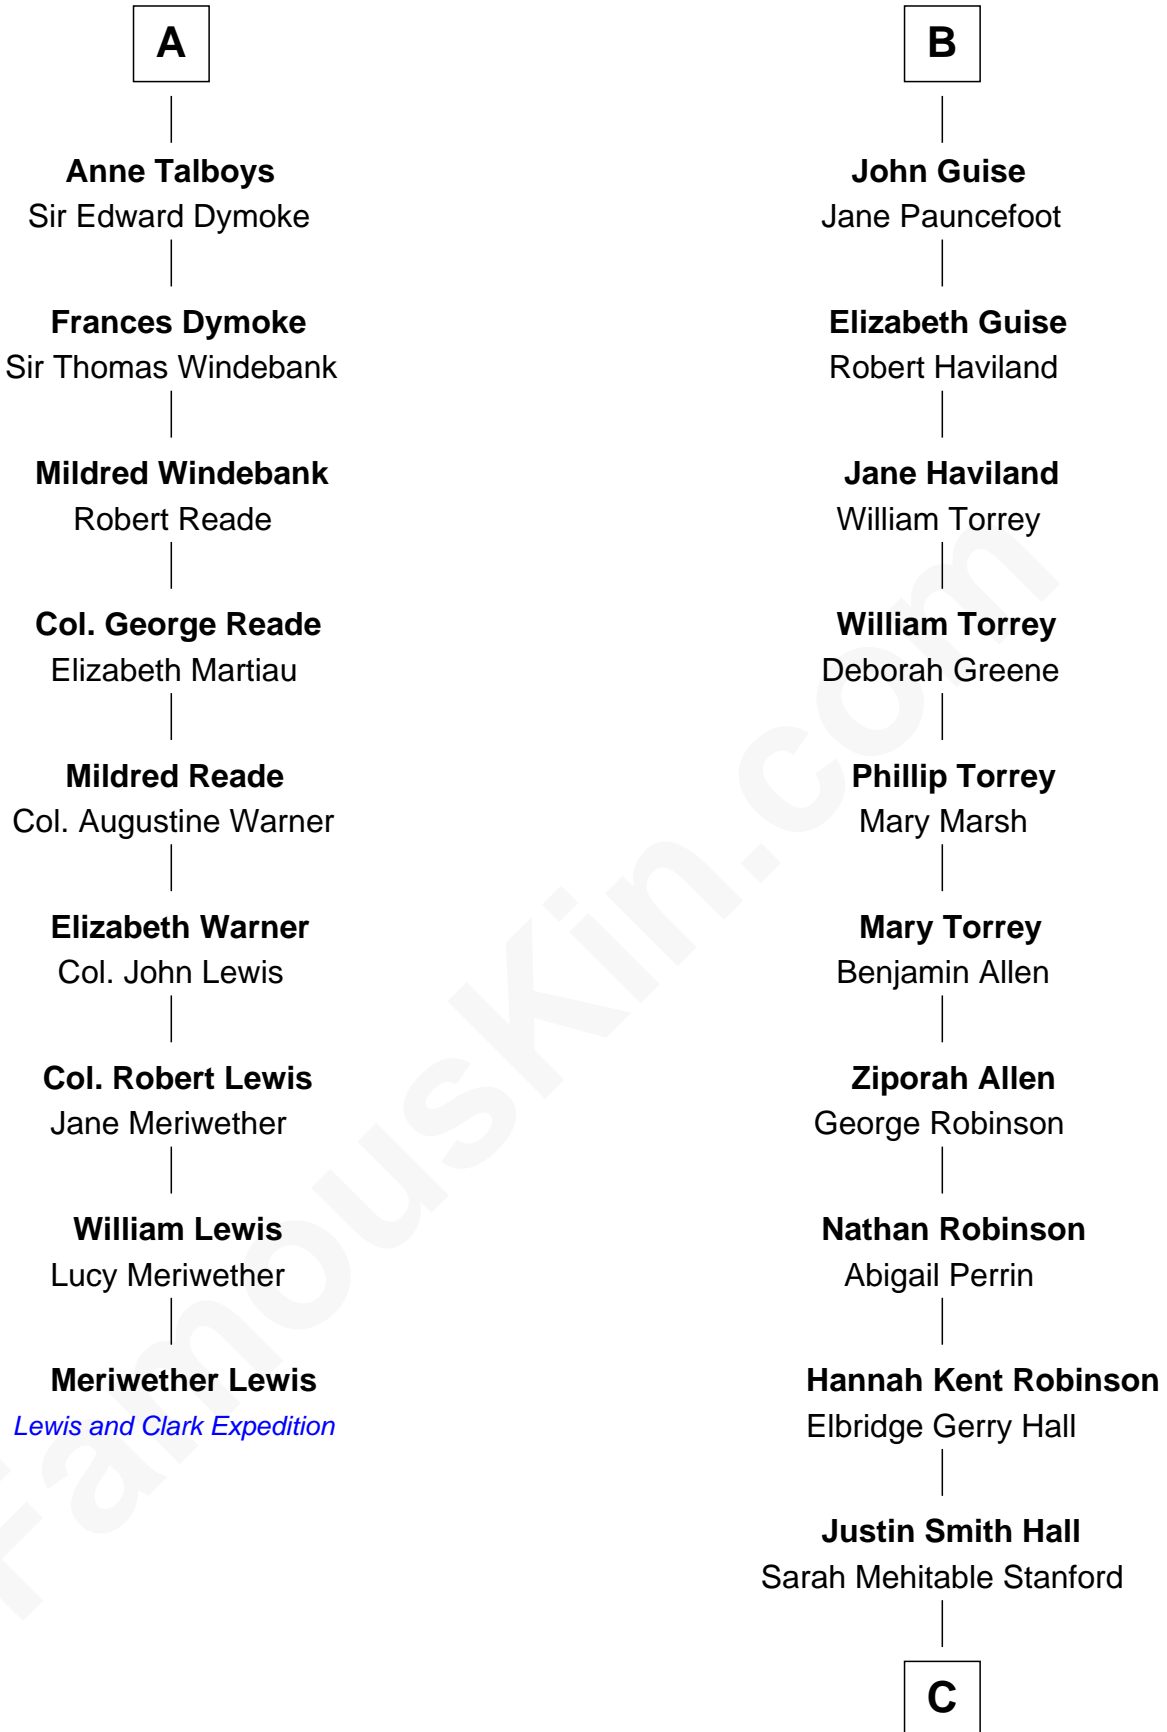 A
Anne Talboys
Sir Edward Dymoke
Frances Dymoke
Sir Thomas Windebank
Mildred Windebank
Robert Reade
Col. George Reade
Elizabeth Martiau
Mildred Reade
Col. Augustine Warner
Elizabeth Warner
Col. John Lewis
Col. Robert Lewis
Jane Meriwether
William Lewis
Lucy Meriwether
Meriwether Lewis
Lewis and Clark Expedition
B
John Guise
Jane Pauncefoot
Elizabeth Guise
Robert Haviland
Jane Haviland
William Torrey
William Torrey
Deborah Greene
Phillip Torrey
Mary Marsh
Mary Torrey
Benjamin Allen
Ziporah Allen
George Robinson
Nathan Robinson
Abigail Perrin
Hannah Kent Robinson
Elbridge Gerry Hall
Justin Smith Hall
Sarah Mehitable Stanford
C
FamousKin.com